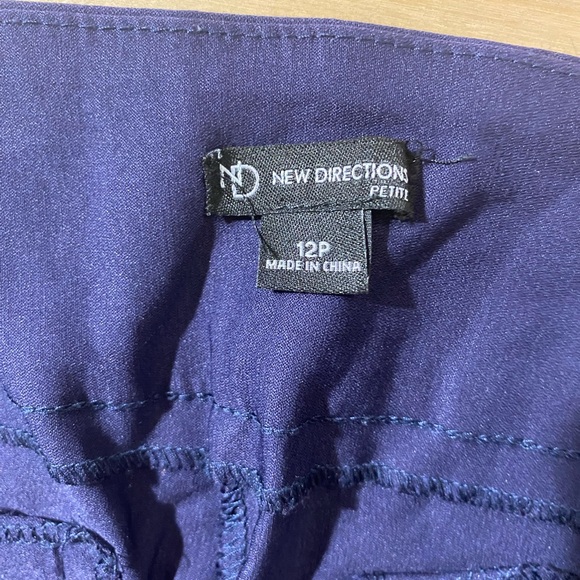 ND NEW DIRECTIONS
PETITE
12P
MADE IN CHINA